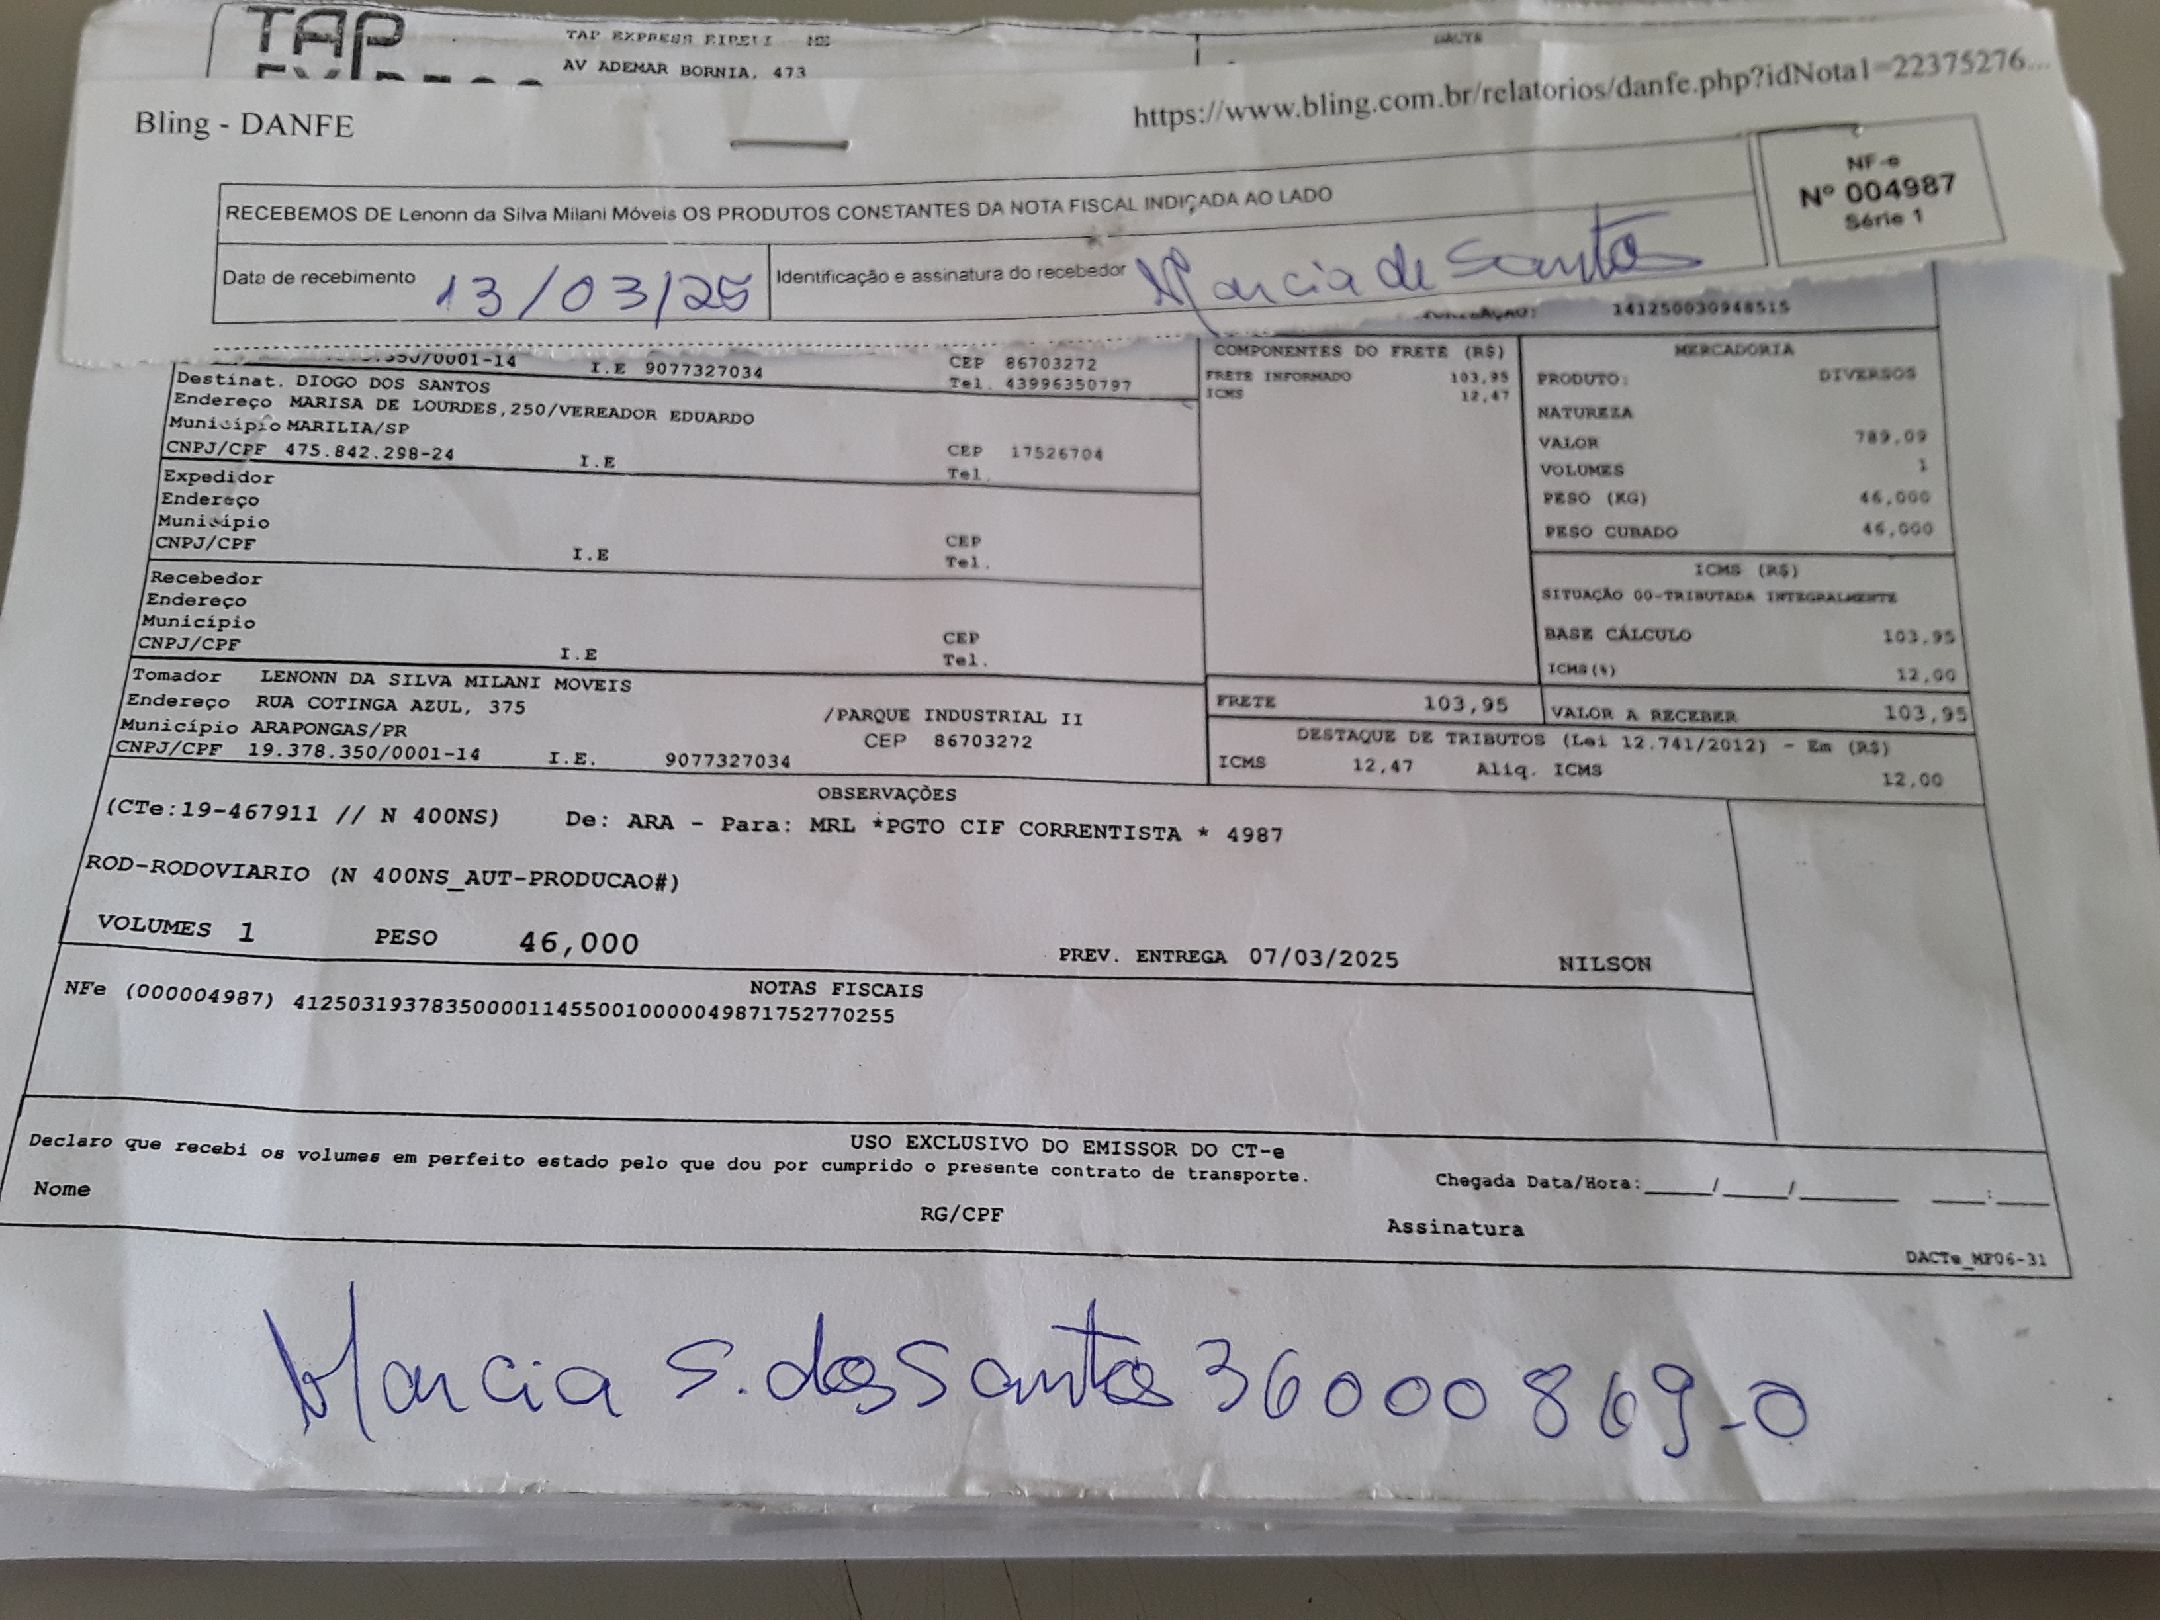 TAP
TAP EXPRESS EIRELI
AV ADEMAR BORNIA, 473
DACTE
Bling - DANFE
https://www.bling.com.br/relatorios/danfe.php?idNota1=22375276...
RECEBEMOS DE Lenonn da Silva Milani Móveis OS PRODUTOS CONSTANTES DA NOTA FISCAL INDIÇADA AO LADO
NF-e
Nº 004987
Série 1
Data de recebimento 13/03/25
Identificação e assinatura do recebedor Marcia de Santos
141250030948515
350/0001-14 I.E 9077327034 CEP 86703272
Tel. 43996350797
Destinat. DIOGO DOS SANTOS
Endereço MARISA DE LOURDES,250/VEREADOR EDUARDO
Município MARILIA/SP
CNPJ/CPF 475.842.298-24 I.E CEP 17526704
Tel.
Expedidor
Endereço
Município
CNPJ/CPF I.E CEP
Tel.
Recebedor
Endereço
Município
CNPJ/CPF I.E CEP
Tel.
Tomador LENONN DA SILVA MILANI MOVEIS
Endereço RUA COTINGA AZUL, 375 /PARQUE INDUSTRIAL II
Município ARAPONGAS/PR CEP 86703272
CNPJ/CPF 19.378.350/0001-14 I.E. 9077327034
COMPONENTES DO FRETE (R$)
FRETE INFORMADO 103,95
ICMS 12,47
MERCADORIA
PRODUTO: DIVERSOS
NATUREZA
VALOR 789,09
VOLUMES 1
PESO (KG) 46,000
PESO CUBADO 46,000
ICMS (R$)
SITUAÇÃO 00-TRIBUTADA INTEGRALMENTE
BASE CÁLCULO 103,95
ICMS(%) 12,00
FRETE 103,95 VALOR A RECEBER 103,95
DESTAQUE DE TRIBUTOS (Lei 12.741/2012) - Em (R$)
ICMS 12,47 Aliq. ICMS 12,00
OBSERVAÇÕES
(CTe:19-467911 // N 400NS) De: ARA - Para: MRL *PGTO CIF CORRENTISTA * 4987
ROD-RODOVIARIO (N 400NS_AUT-PRODUCAO#)
VOLUMES 1 PESO 46,000 PREV. ENTREGA 07/03/2025 NILSON
NOTAS FISCAIS
NFe (000004987) 41250319378350000114550010000049871752770255
USO EXCLUSIVO DO EMISSOR DO CT-e
Declaro que recebi os volumes em perfeito estado pelo que dou por cumprido o presente contrato de transporte.
Chegada Data/Hora:____/____/______ ___:___
Nome RG/CPF Assinatura
DACTe_MF06-31
Marcia S. dos Santos 36000869-0